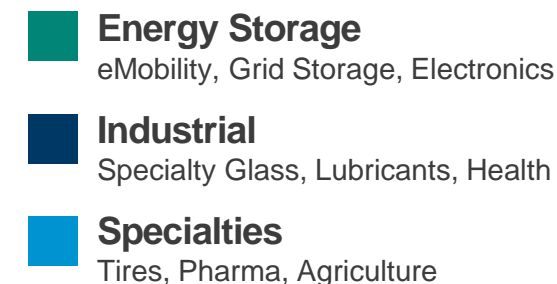 Energy Storage
eMobility, Grid Storage, Electronics
Industrial
Specialty Glass, Lubricants, Health
Specialties
Tires, Pharma, Agriculture